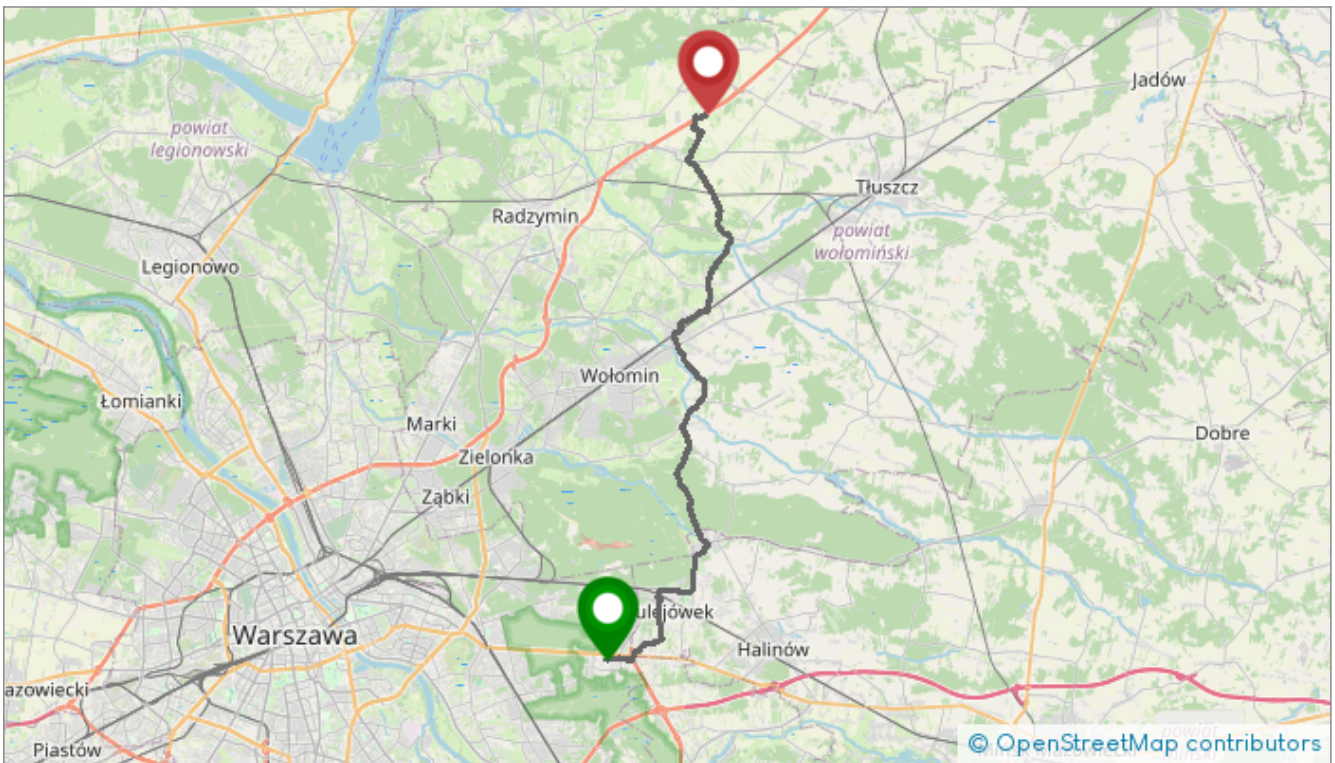 Jadów
powiat
legionowski
Tłuszcz
Radzymin
powiat
wołomiński
Legionowo
Wołomin
Łomianki
Marki
Dobre
Zielonka
Ząbki
ulejówek
Warszawa
Halinów
azowiecki
Piastów
© OpenStreetMap contributors